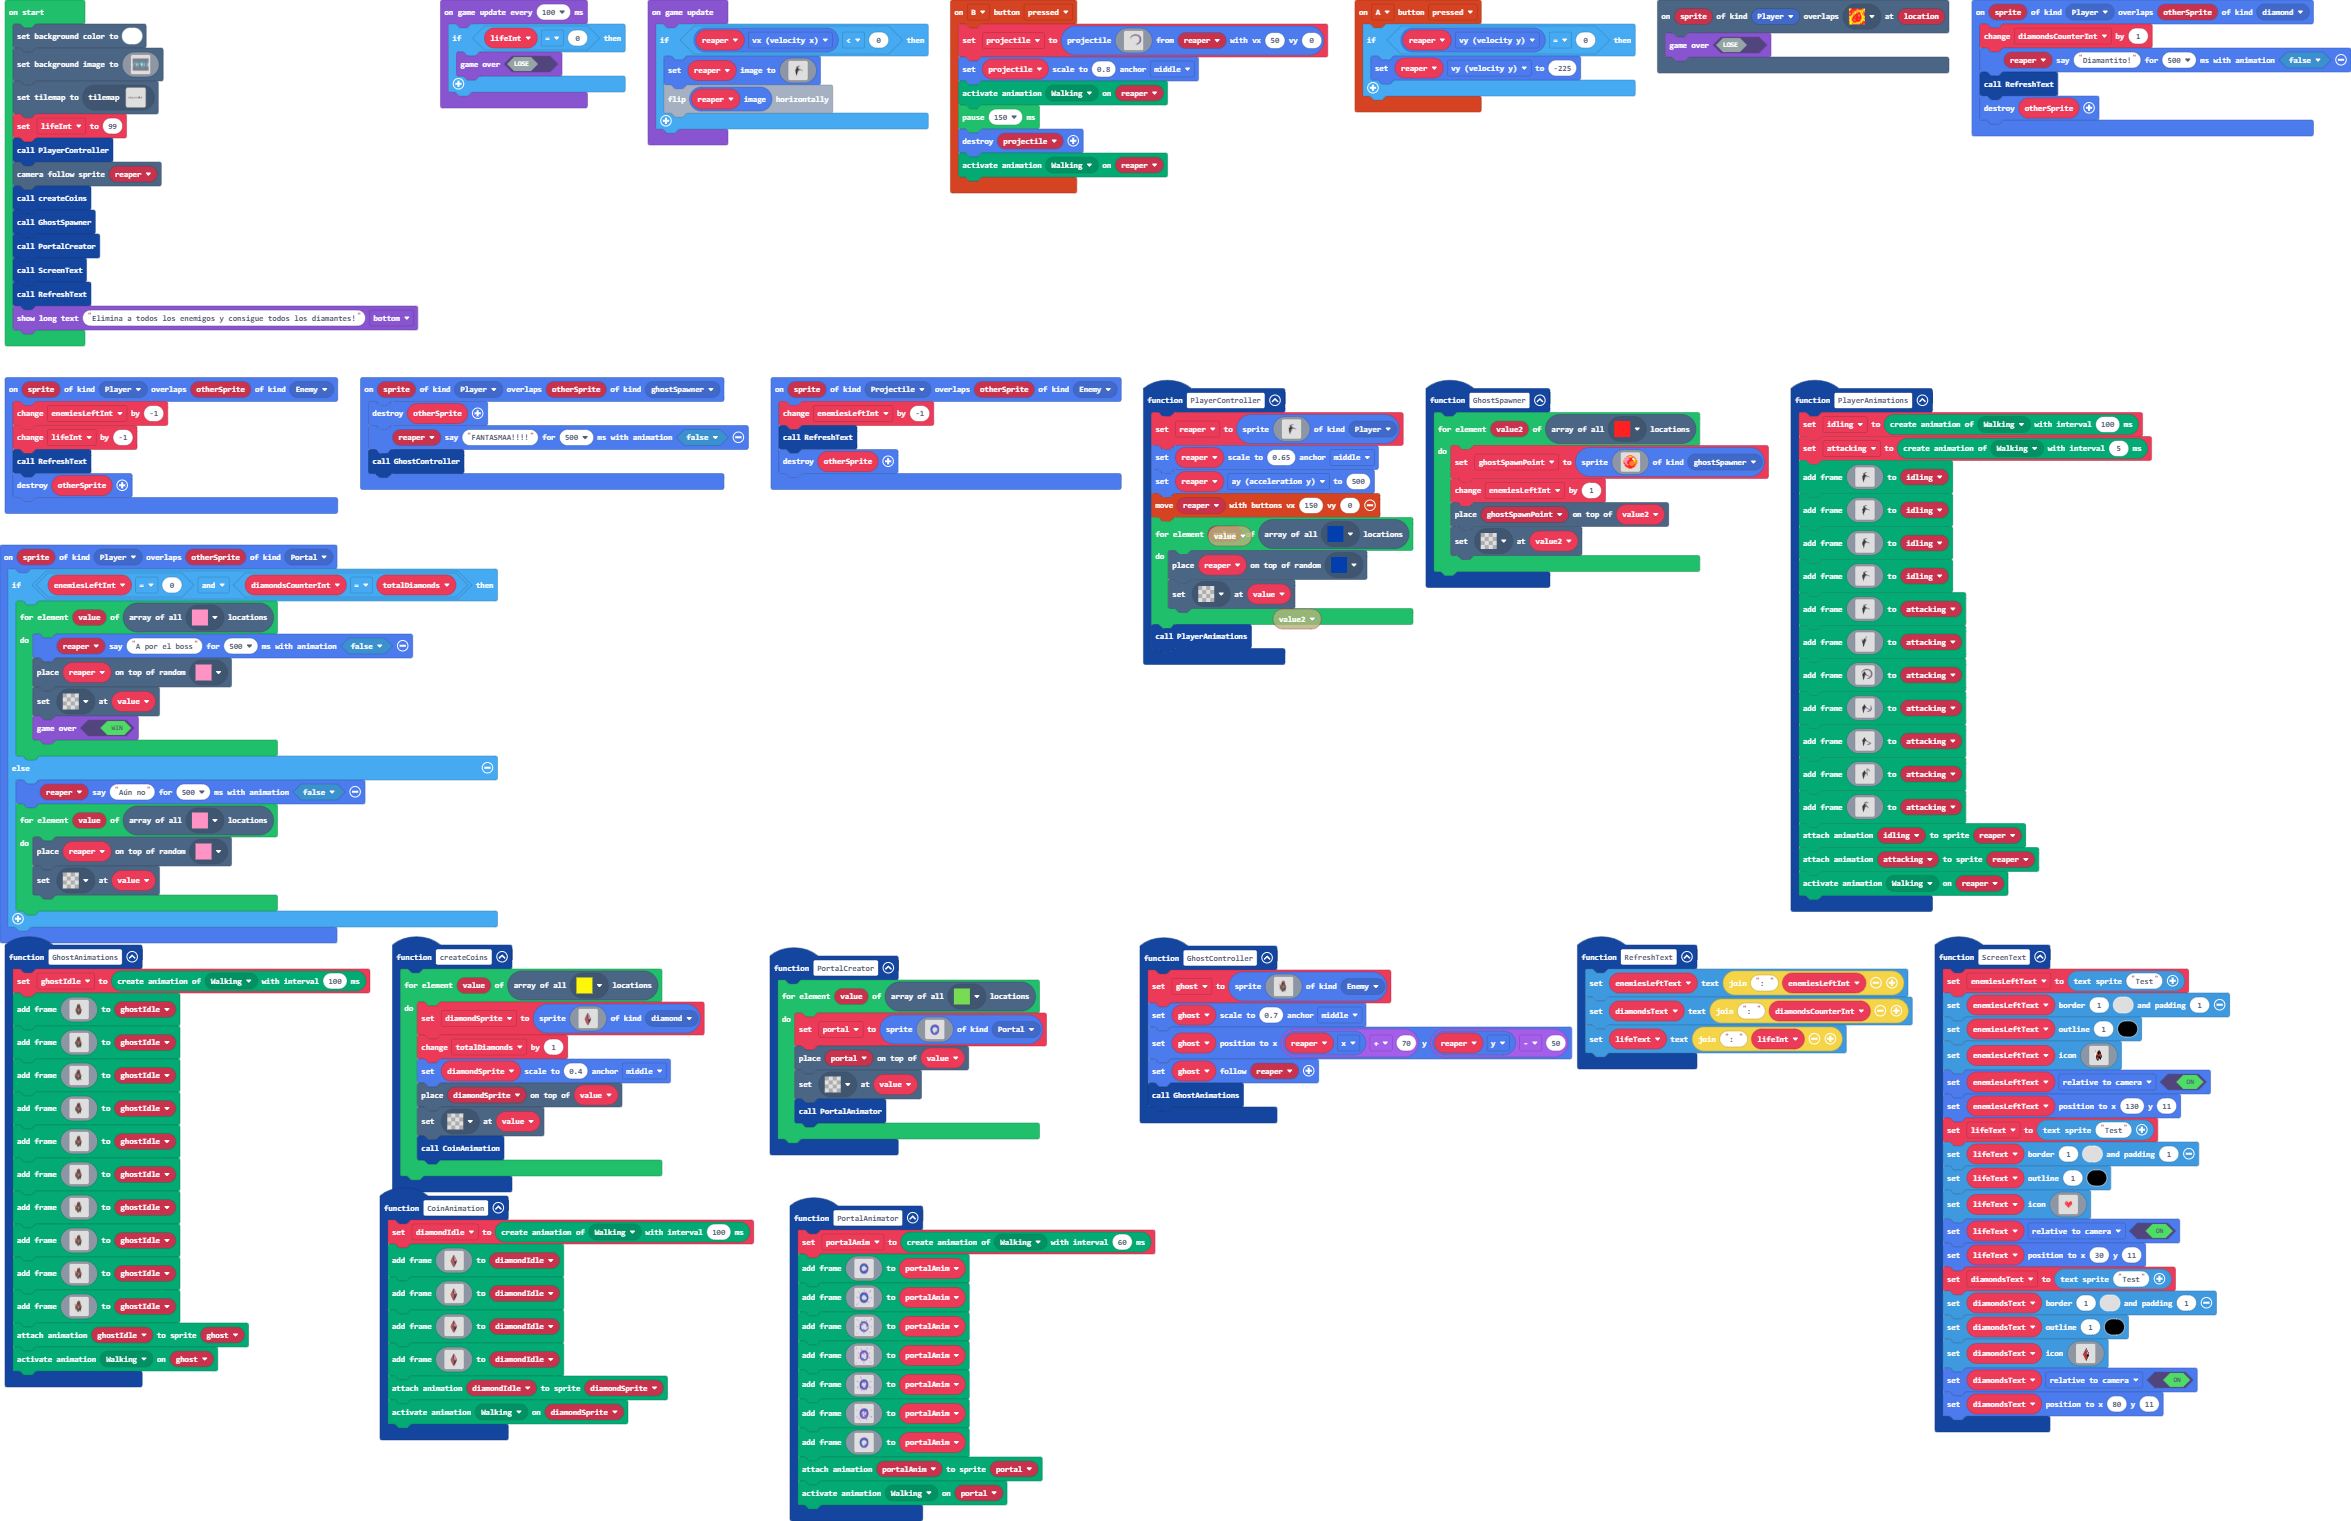 on start
set background color to
set background image to
set tilemap to tilemap
set lifeInt to 99
call PlayerController
camera follow sprite reaper
call createCoins
call GhostSpawner
call PortalCreator
call ScreenText
call RefreshText
show long text "Elimina a todos los enemigos y consigue todos los diamantes!" bottom
on game update every 100 ms
if lifeInt = 0 then
game over LOSE
on game update
if reaper vx (velocity x) < 0 then
set reaper image to
flip reaper image horizontally
on B button pressed
set projectile to projectile from reaper with vx 50 vy 0
set projectile scale to 0.8 anchor middle
activate animation Walking on reaper
pause 150 ms
destroy projectile
activate animation Walking on reaper
on A button pressed
if reaper vy (velocity y) = 0 then
set reaper vy (velocity y) to -225
on sprite of kind Player overlaps at location
game over LOSE
on sprite of kind Player overlaps otherSprite of kind diamond
change diamondsCounterInt by 1
reaper say "Diamantito!" for 500 ms with animation false
call RefreshText
destroy otherSprite
on sprite of kind Player overlaps otherSprite of kind Enemy
change enemiesLeftInt by -1
change lifeInt by -1
call RefreshText
destroy otherSprite
on sprite of kind Player overlaps otherSprite of kind ghostSpawner
destroy otherSprite
reaper say "FANTASMAA!!!!" for 500 ms with animation false
call GhostController
on sprite of kind Projectile overlaps otherSprite of kind Enemy
change enemiesLeftInt by -1
call RefreshText
destroy otherSprite
function PlayerController
set reaper to sprite of kind Player
set reaper scale to 0.65 anchor middle
set reaper ay (acceleration y) to 500
move reaper with buttons vx 150 vy 0
for element value of array of all locations
do
place reaper on top of random
set at value
value2
call PlayerAnimations
function GhostSpawner
for element value2 of array of all locations
do
set ghostSpawnPoint to sprite of kind ghostSpawner
change enemiesLeftInt by 1
place ghostSpawnPoint on top of value2
set at value2
function PlayerAnimations
set idling to create animation of Walking with interval 100 ms
set attacking to create animation of Walking with interval 5 ms
add frame to idling
add frame to idling
add frame to idling
add frame to idling
add frame to attacking
add frame to attacking
add frame to attacking
add frame to attacking
add frame to attacking
add frame to attacking
add frame to attacking
attach animation idling to sprite reaper
attach animation attacking to sprite reaper
activate animation Walking on reaper
on sprite of kind Player overlaps otherSprite of kind Portal
if enemiesLeftInt = 0 and diamondsCounterInt = totalDiamonds then
for element value of array of all locations
do
reaper say "A por el boss" for 500 ms with animation false
place reaper on top of random
set at value
game over WIN
else
reaper say "Aún no" for 500 ms with animation false
for element value of array of all locations
do
place reaper on top of random
set at value
function GhostAnimations
set ghostIdle to create animation of Walking with interval 100 ms
add frame to ghostIdle
add frame to ghostIdle
add frame to ghostIdle
add frame to ghostIdle
add frame to ghostIdle
add frame to ghostIdle
add frame to ghostIdle
add frame to ghostIdle
add frame to ghostIdle
add frame to ghostIdle
attach animation ghostIdle to sprite ghost
activate animation Walking on ghost
function createCoins
for element value of array of all locations
do
set diamondSprite to sprite of kind diamond
change totalDiamonds by 1
set diamondSprite scale to 0.4 anchor middle
place diamondSprite on top of value
set at value
call CoinAnimation
function CoinAnimation
set diamondIdle to create animation of Walking with interval 100 ms
add frame to diamondIdle
add frame to diamondIdle
add frame to diamondIdle
add frame to diamondIdle
attach animation diamondIdle to sprite diamondSprite
activate animation Walking on diamondSprite
function PortalCreator
for element value of array of all locations
do
set portal to sprite of kind Portal
place portal on top of value
set at value
call PortalAnimator
function PortalAnimator
set portalAnim to create animation of Walking with interval 60 ms
add frame to portalAnim
add frame to portalAnim
add frame to portalAnim
add frame to portalAnim
add frame to portalAnim
add frame to portalAnim
add frame to portalAnim
attach animation portalAnim to sprite portal
activate animation Walking on portal
function GhostController
set ghost to sprite of kind Enemy
set ghost scale to 0.7 anchor middle
set ghost position to x reaper x + 70 y reaper y - 50
set ghost follow reaper
call GhostAnimations
function RefreshText
set enemiesLeftText text join ":" enemiesLeftInt
set diamondsText text join ":" diamondsCounterInt
set lifeText text join ":" lifeInt
function ScreenText
set enemiesLeftText to text sprite "Test"
set enemiesLeftText border 1 and padding 1
set enemiesLeftText outline 1
set enemiesLeftText icon
set enemiesLeftText relative to camera ON
set enemiesLeftText position to x 130 y 11
set lifeText to text sprite "Test"
set lifeText border 1 and padding 1
set lifeText outline 1
set lifeText icon
set lifeText relative to camera ON
set lifeText position to x 30 y 11
set diamondsText to text sprite "Test"
set diamondsText border 1 and padding 1
set diamondsText outline 1
set diamondsText icon
set diamondsText relative to camera ON
set diamondsText position to x 80 y 11